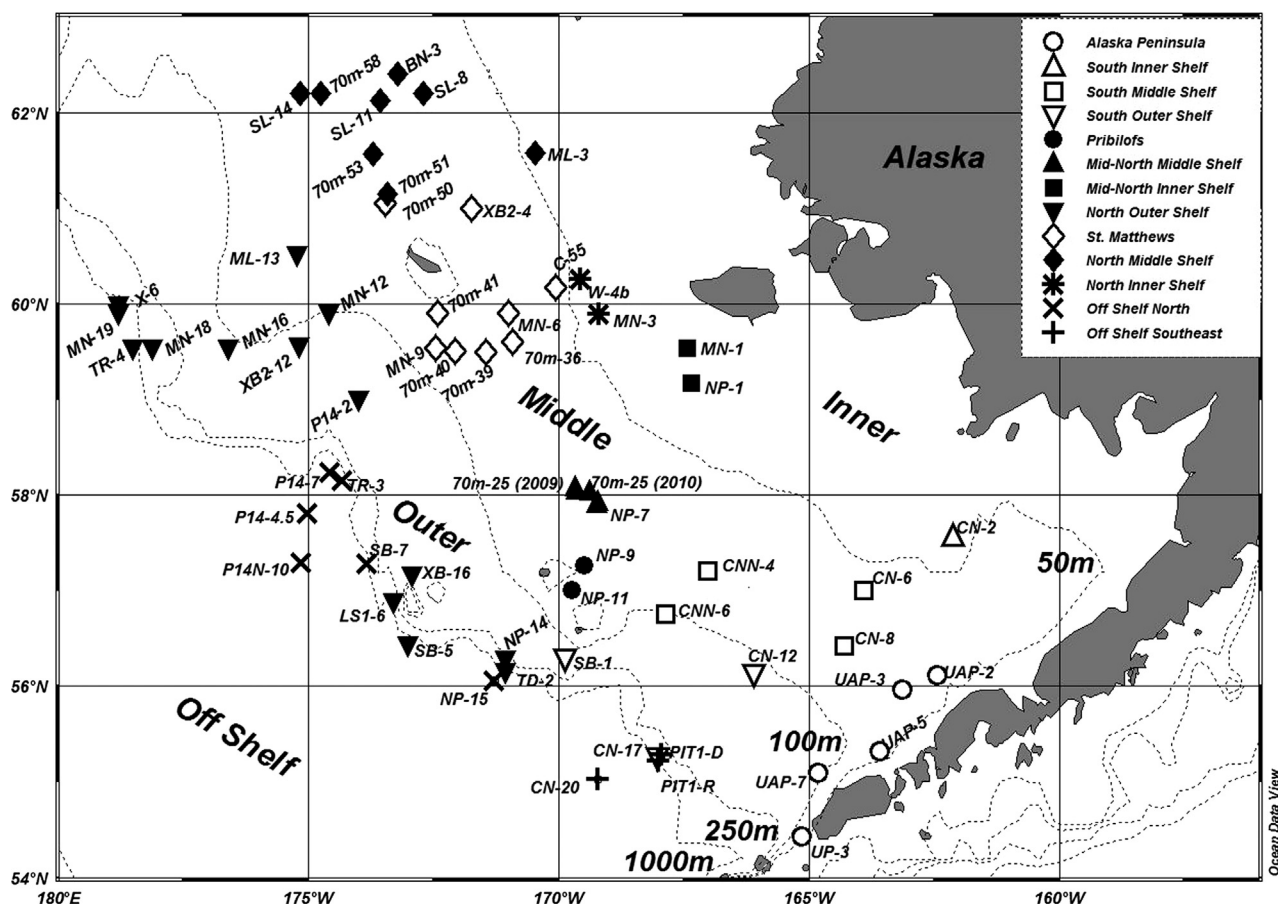 Alaska Peninsula
South Inner Shelf
South Middle Shelf
South Outer Shelf
Pribilofs
Mid-North Middle Shelf
Mid-North Inner Shelf
North Outer Shelf
St. Matthews
North Middle Shelf
North Inner Shelf
Off Shelf North
Off Shelf Southeast
62°N
60°N
58°N
56°N
54°N
180°E
175°W
170°W
165°W
160°W
Ocean Data View
Alaska
Middle
Inner
Outer
Off Shelf
50m
100m
250m
1000m
SL-14
70m-58
BN-3
SL-11
SL-8
70m-53
70m-51
70m-50
ML-3
XB2-4
ML-13
C-55
W-4b
MN-3
X-6
MN-19
TR-4
MN-18
MN-16
XB2-12
MN-12
70m-41
MN-6
MN-9
70m-40
70m-39
70m-36
MN-1
NP-1
P14-2
P14-7
TR-3
P14-4.5
P14N-10
SB-7
XB-16
LS1-6
SB-5
70m-25 (2009)
70m-25 (2010)
NP-7
NP-9
NP-11
NP-14
TD-2
NP-15
SB-1
CNN-4
CNN-6
CN-2
CN-6
CN-8
CN-12
UAP-3
UAP-2
UAP-5
UAP-7
UP-3
CN-17
PIT1-D
PIT1-R
CN-20